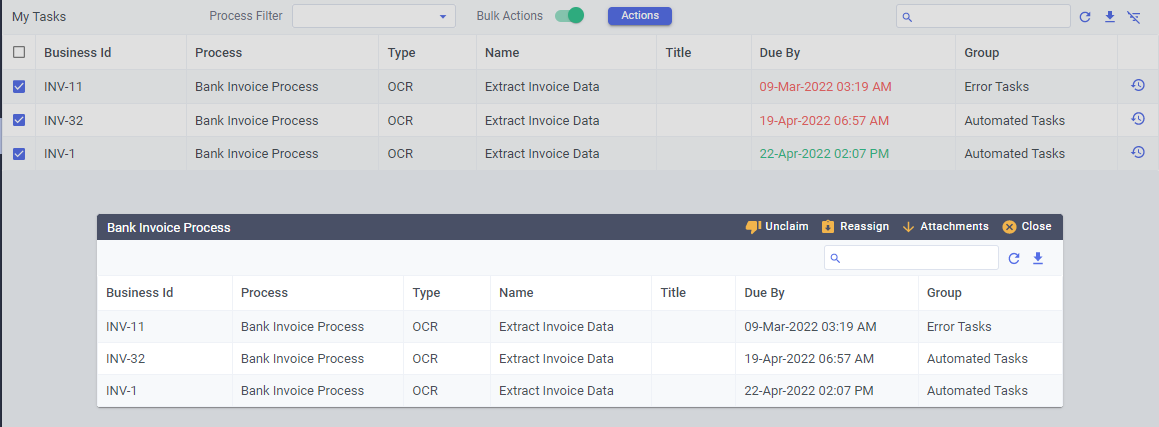 My Tasks Process Filter Bulk Actions Actions
Business Id Process Type Name Title Due By Group
INV-11 Bank Invoice Process OCR Extract Invoice Data 09-Mar-2022 03:19 AM Error Tasks
INV-32 Bank Invoice Process OCR Extract Invoice Data 19-Apr-2022 06:57 AM Automated Tasks
INV-1 Bank Invoice Process OCR Extract Invoice Data 22-Apr-2022 02:07 PM Automated Tasks
Bank Invoice Process Unclaim Reassign Attachments Close
Business Id Process Type Name Title Due By Group
INV-11 Bank Invoice Process OCR Extract Invoice Data 09-Mar-2022 03:19 AM Error Tasks
INV-32 Bank Invoice Process OCR Extract Invoice Data 19-Apr-2022 06:57 AM Automated Tasks
INV-1 Bank Invoice Process OCR Extract Invoice Data 22-Apr-2022 02:07 PM Automated Tasks